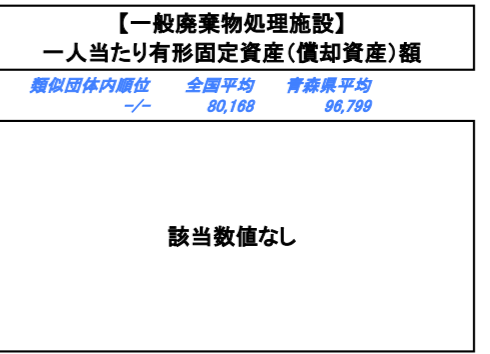 【一般廃棄物処理施設】
一人当たり有形固定資産(償却資産)額
類似団体内順位 全国平均 青森県平均
-/- 80,168 96,799
該当数値なし